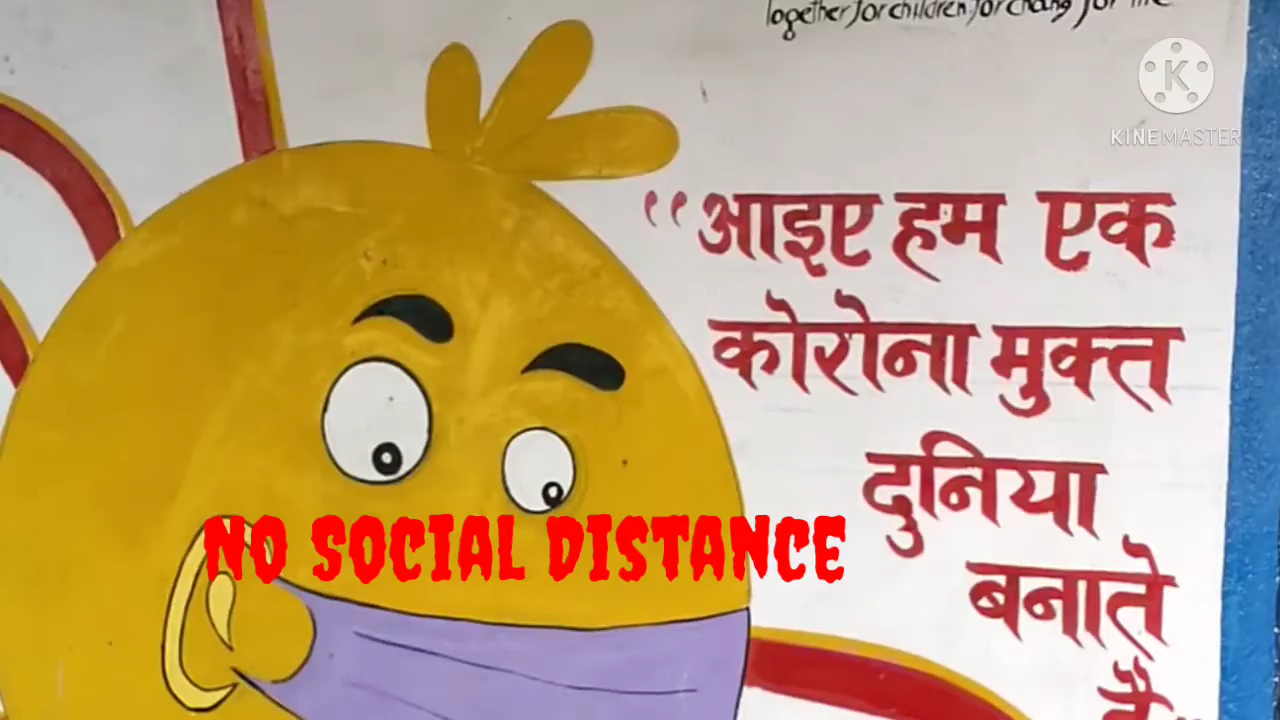 Together for children for change for life
KINEMASTER
“आइए हम एक
कोरोना मुक्त
दुनिया
बनाते
NO SOCIAL DISTANCE